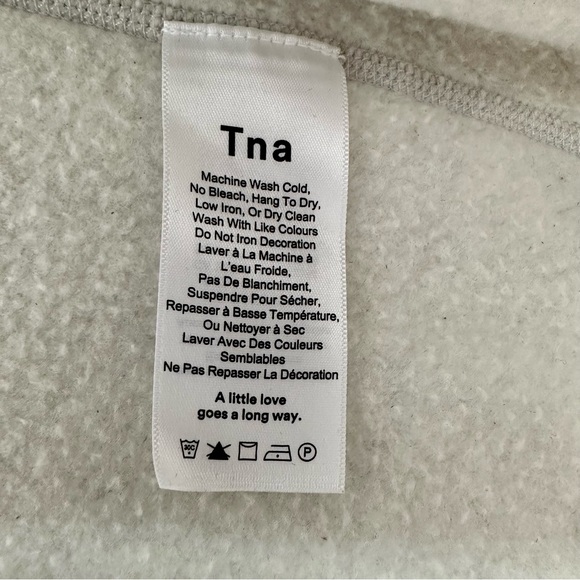 Tna
Machine Wash Cold,
No Bleach, Hang To Dry,
Low Iron, Or Dry Clean
Wash With Like Colours
Do Not Iron Decoration
Laver à La Machine à
L'eau Froide,
Pas De Blanchiment,
Suspendre Pour Sécher,
Repasser à Basse Température,
Ou Nettoyer à Sec
Laver Avec Des Couleurs
Semblables
Ne Pas Repasser La Décoration
A little love
goes a long way.
30C P